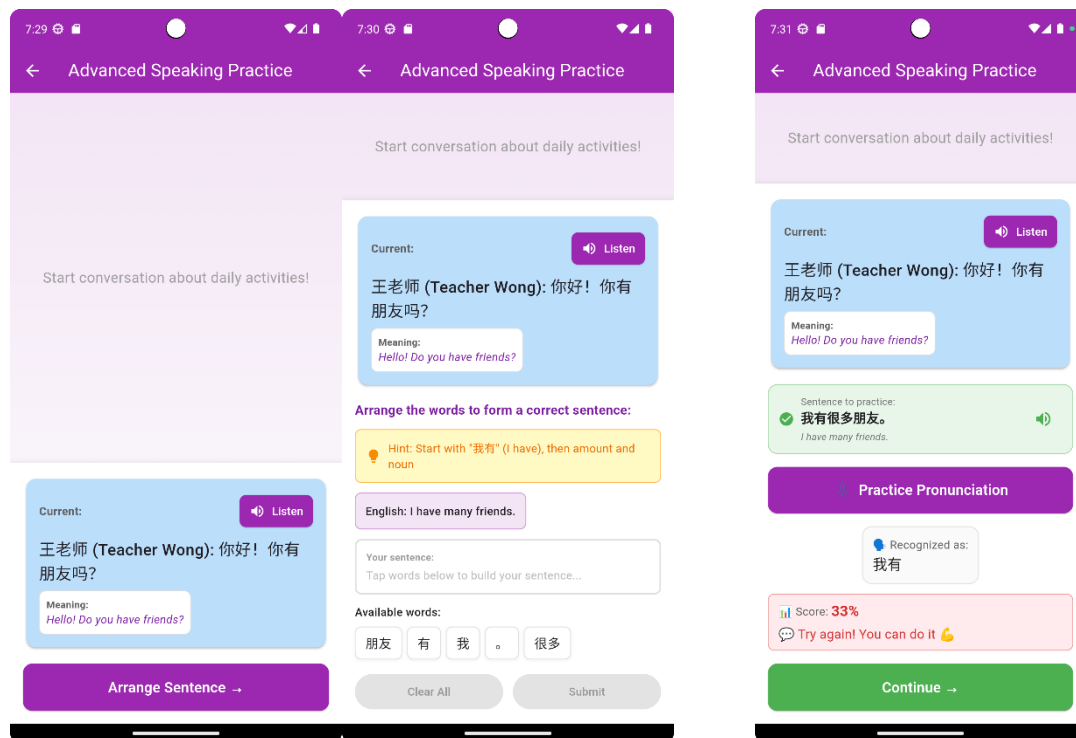 7:29
Advanced Speaking Practice
Start conversation about daily activities!
Current:
Listen
王老师 (Teacher Wong): 你好！你有
朋友吗？
Meaning:
Hello! Do you have friends?
Arrange Sentence →
7:30
Advanced Speaking Practice
Start conversation about daily activities!
Current:
Listen
王老师 (Teacher Wong): 你好！你有
朋友吗？
Meaning:
Hello! Do you have friends?
Arrange the words to form a correct sentence:
Hint: Start with "我有" (I have), then amount and
noun
English: I have many friends.
Your sentence:
Tap words below to build your sentence...
Available words:
朋友 有 我 。 很多
Clear All Submit
7:31
Advanced Speaking Practice
Start conversation about daily activities!
Current:
Listen
王老师 (Teacher Wong): 你好！你有
朋友吗？
Meaning:
Hello! Do you have friends?
Sentence to practice:
我有很多朋友。
I have many friends.
Practice Pronunciation
Recognized as:
我有
Score: 33%
Try again! You can do it 💪
Continue →